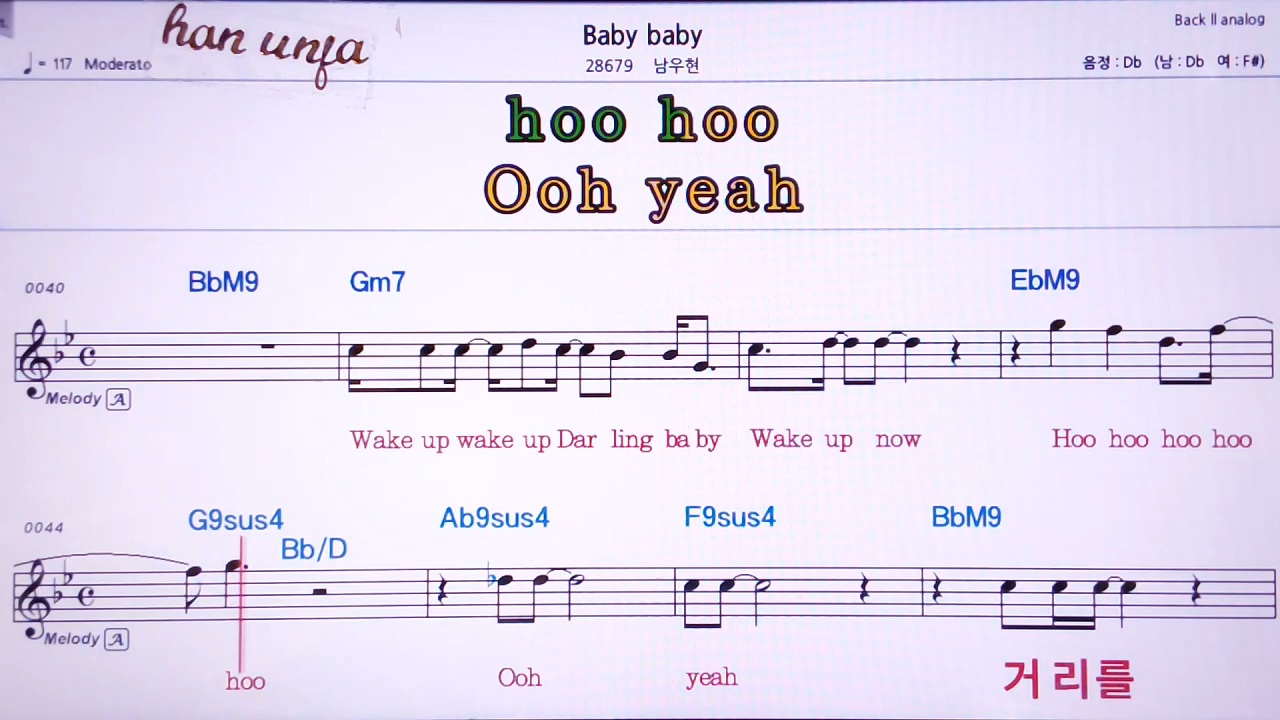 han unja
Baby baby
Back ll analog
♩ = 117 Moderato
28679 남우현
음정 : Db (남 : Db 여 : F#)
hoo hoo
Ooh yeah
0040 BbM9 Gm7 EbM9
Melody A
Wake up wake up Dar ling ba by Wake up now Hoo hoo hoo hoo
0044 G9sus4 Bb/D Ab9sus4 F9sus4 BbM9
Melody A
hoo Ooh yeah 거 리 를